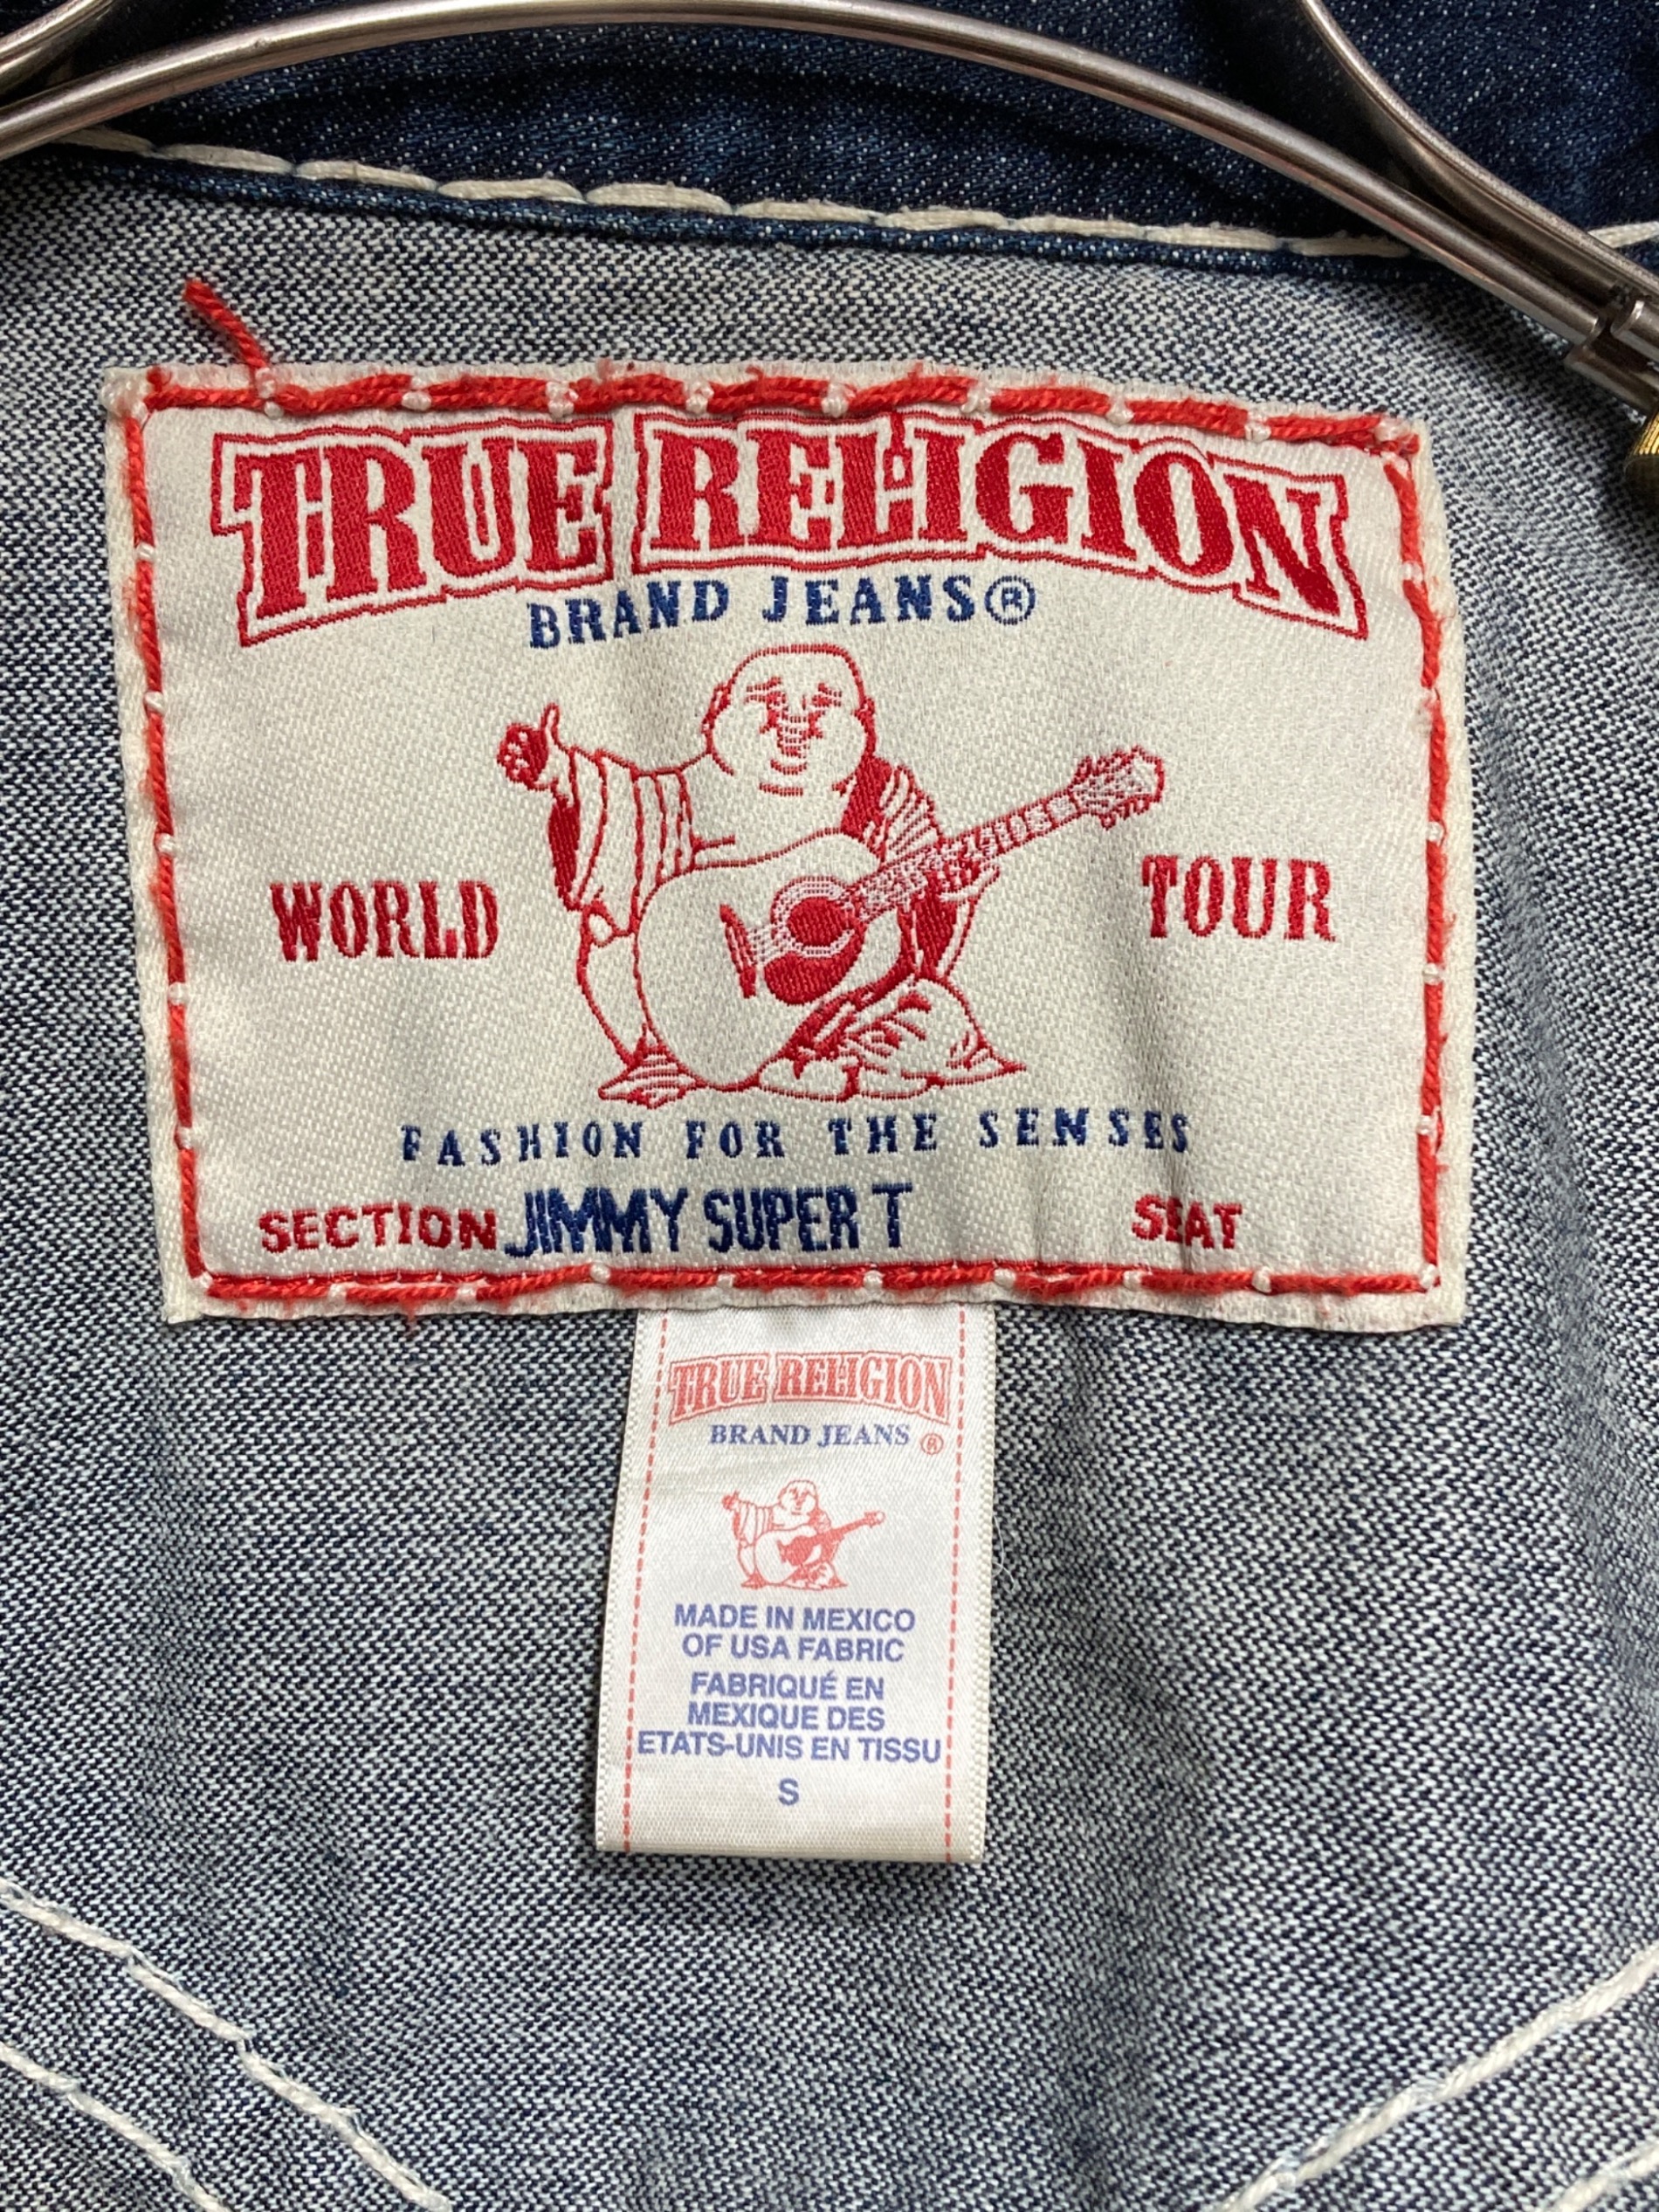 TRUE RELIGION
BRAND JEANS®
WORLD TOUR
FASHION FOR THE SENSES
SECTION JIMMY SUPER T SEAT
TRUE RELIGION
BRAND JEANS ®
MADE IN MEXICO
OF USA FABRIC
FABRIQUÉ EN
MEXIQUE DES
ETATS-UNIS EN TISSU
S